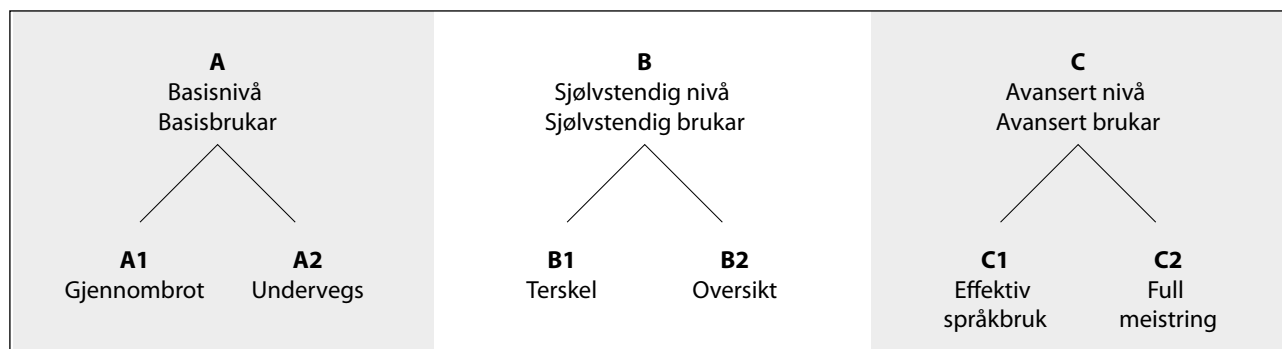 A
Basisnivå
Basisbrukar
B
Sjølvstendig nivå
Sjølvstendig brukar
C
Avansert nivå
Avansert brukar
A1
Gjennombrot
A2
Undervegs
B1
Terskel
B2
Oversikt
C1
Effektiv
språkbruk
C2
Full
meistring